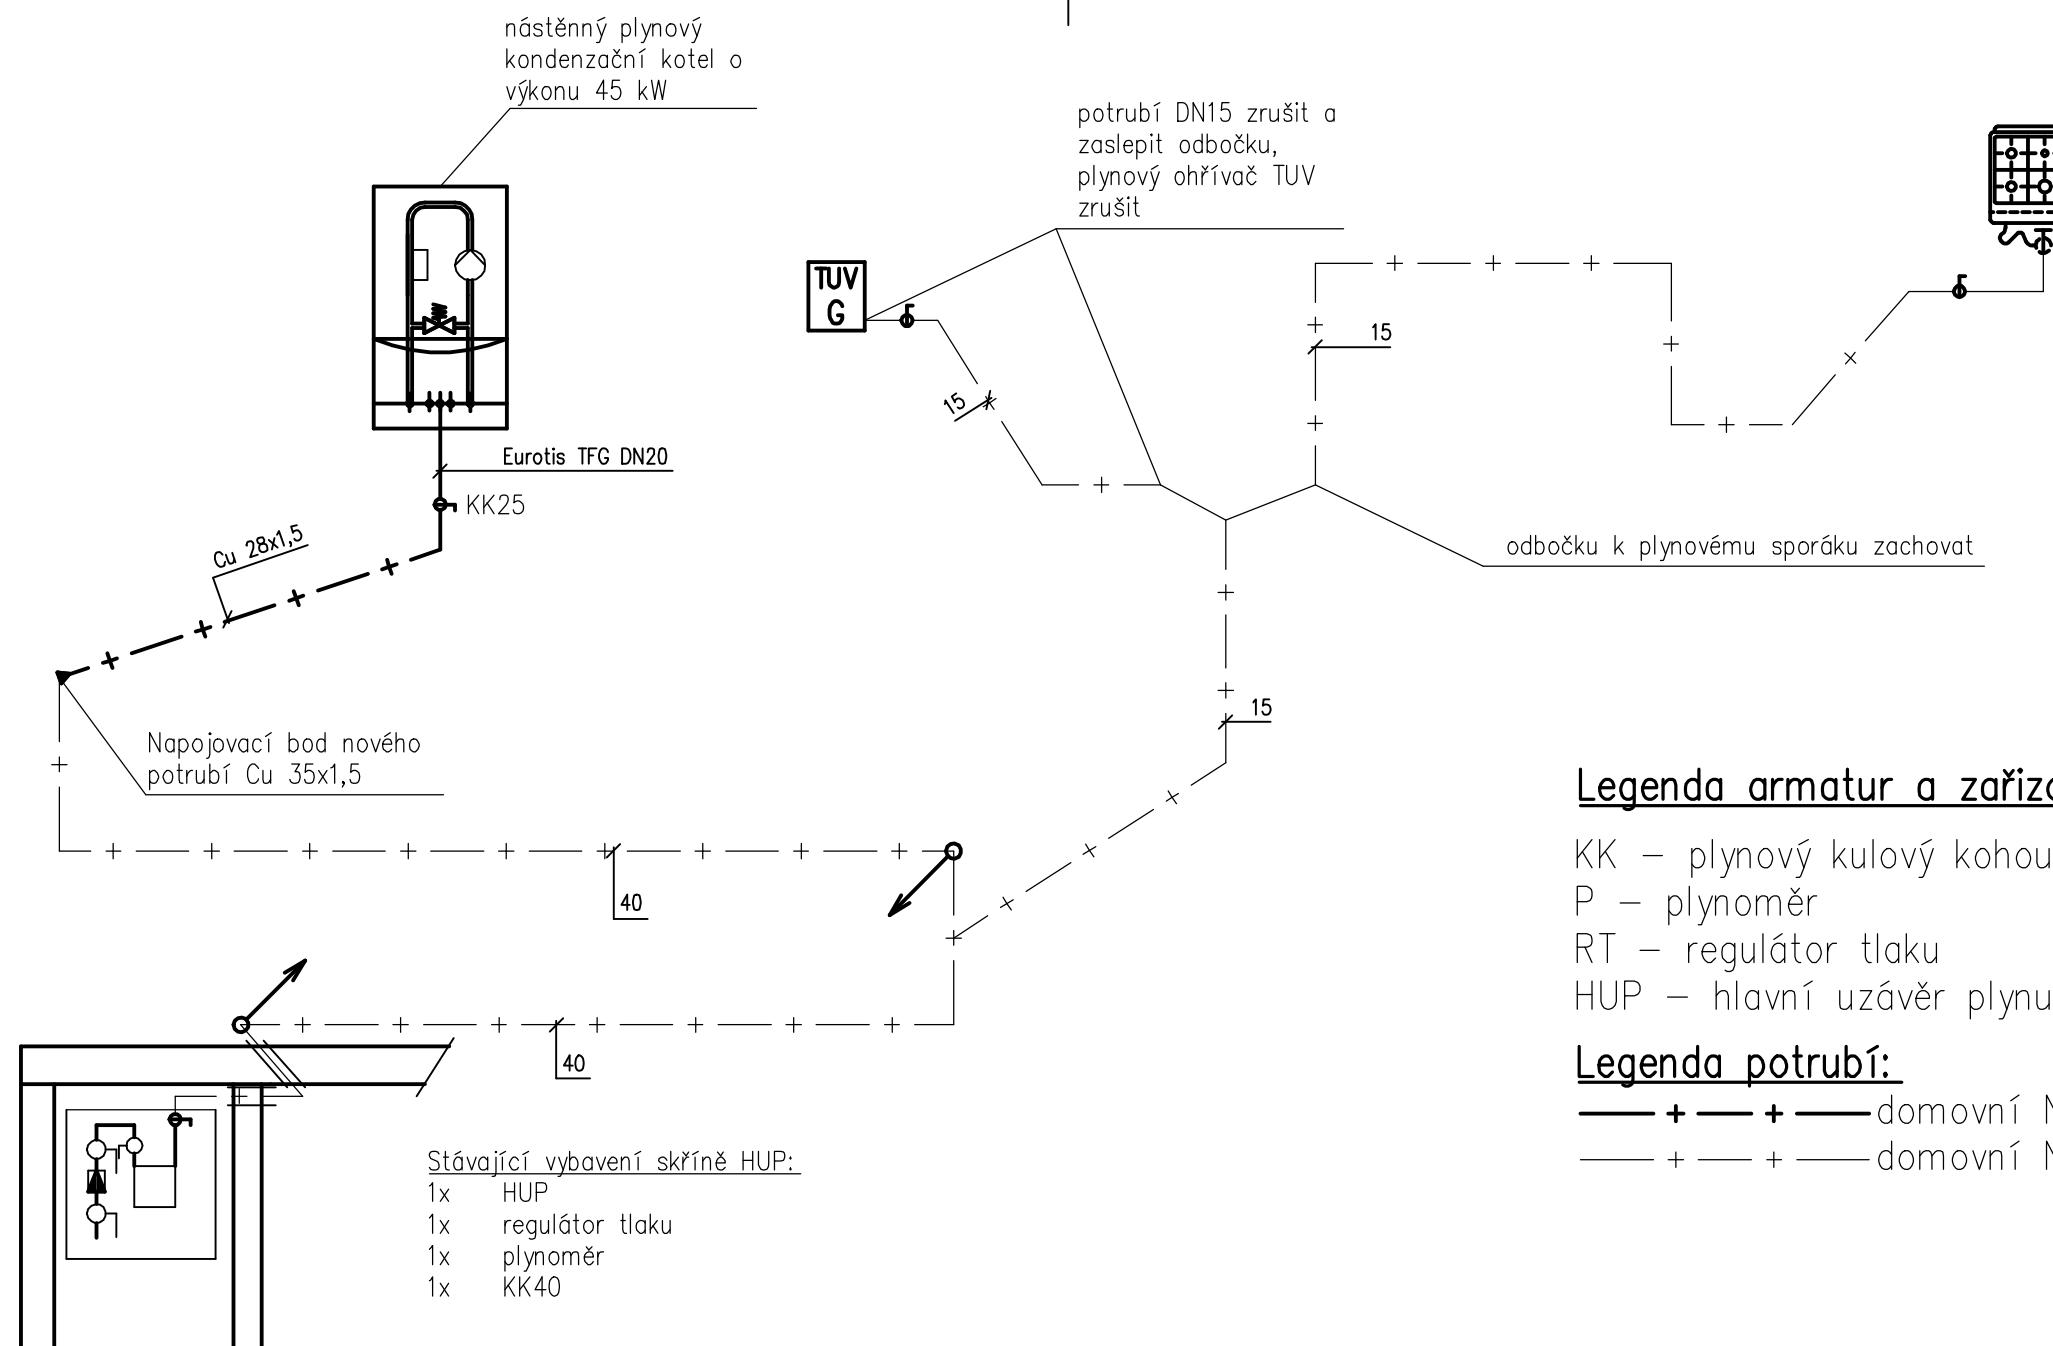 nástěnný plynový
kondenzační kotel o
výkonu 45 kW
potrubí DN15 zrušit a
zaslepit odbočku,
plynový ohřívač TUV
zrušit
TUV
G
15
15
Eurotis TFG DN20
KK25
Cu 28x1,5
odbočku k plynovému sporáku zachovat
15
Napojovací bod nového
potrubí Cu 35x1,5
40
40
Stávající vybavení skříně HUP:
1x HUP
1x regulátor tlaku
1x plynoměr
1x KK40
Legenda armatur a
KK – plynový kulový
P – plynoměr
RT – regulátor tlaku
HUP – hlavní uzávěr plynu
Legenda potrubí:
domovní
domovní